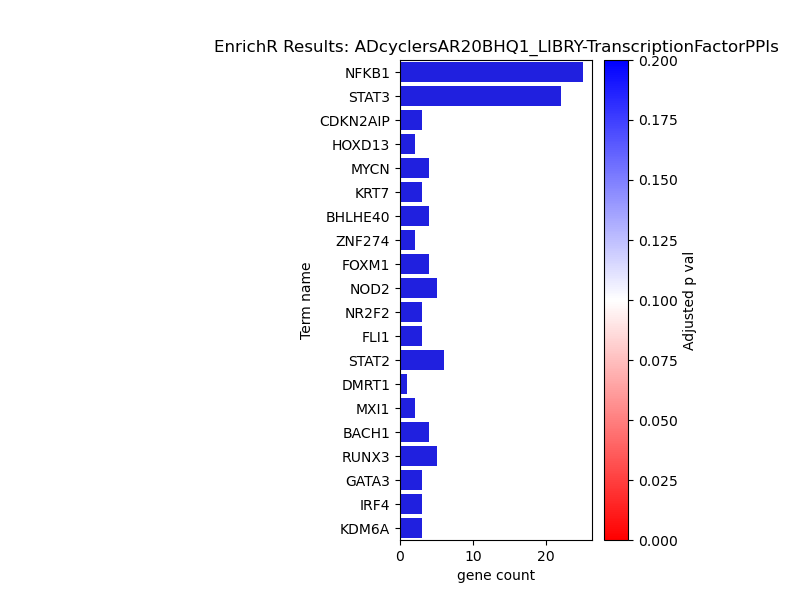 EnrichR Results: ADcyclersAR20BHQ1_LIBRY-TranscriptionFactorPPIs
Term name
NFKB1
STAT3
CDKN2AIP
HOXD13
MYCN
KRT7
BHLHE40
ZNF274
FOXM1
NOD2
NR2F2
FLI1
STAT2
DMRT1
MXI1
BACH1
RUNX3
GATA3
IRF4
KDM6A
0 10 20
gene count
0.200
0.175
0.150
0.125
0.100
0.075
0.050
0.025
0.000
Adjusted p val